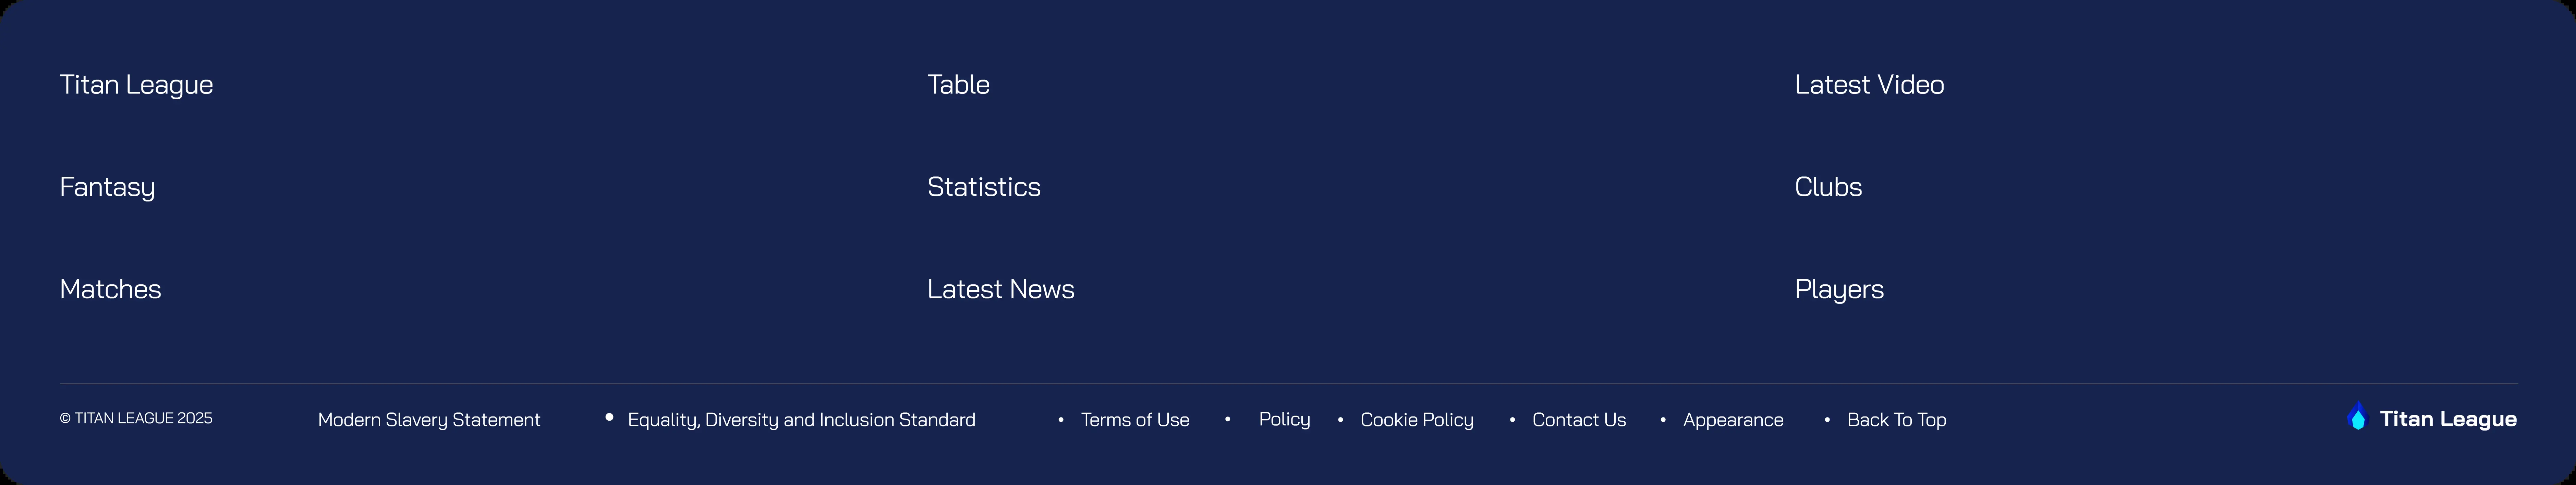 Titan League
Table
Latest Video
Fantasy
Statistics
Clubs
Matches
Latest News
Players
© TITAN LEAGUE 2025 Modern Slavery Statement • Equality, Diversity and Inclusion Standard • Terms of Use • Policy • Cookie Policy • Contact Us • Appearance • Back To Top Titan League